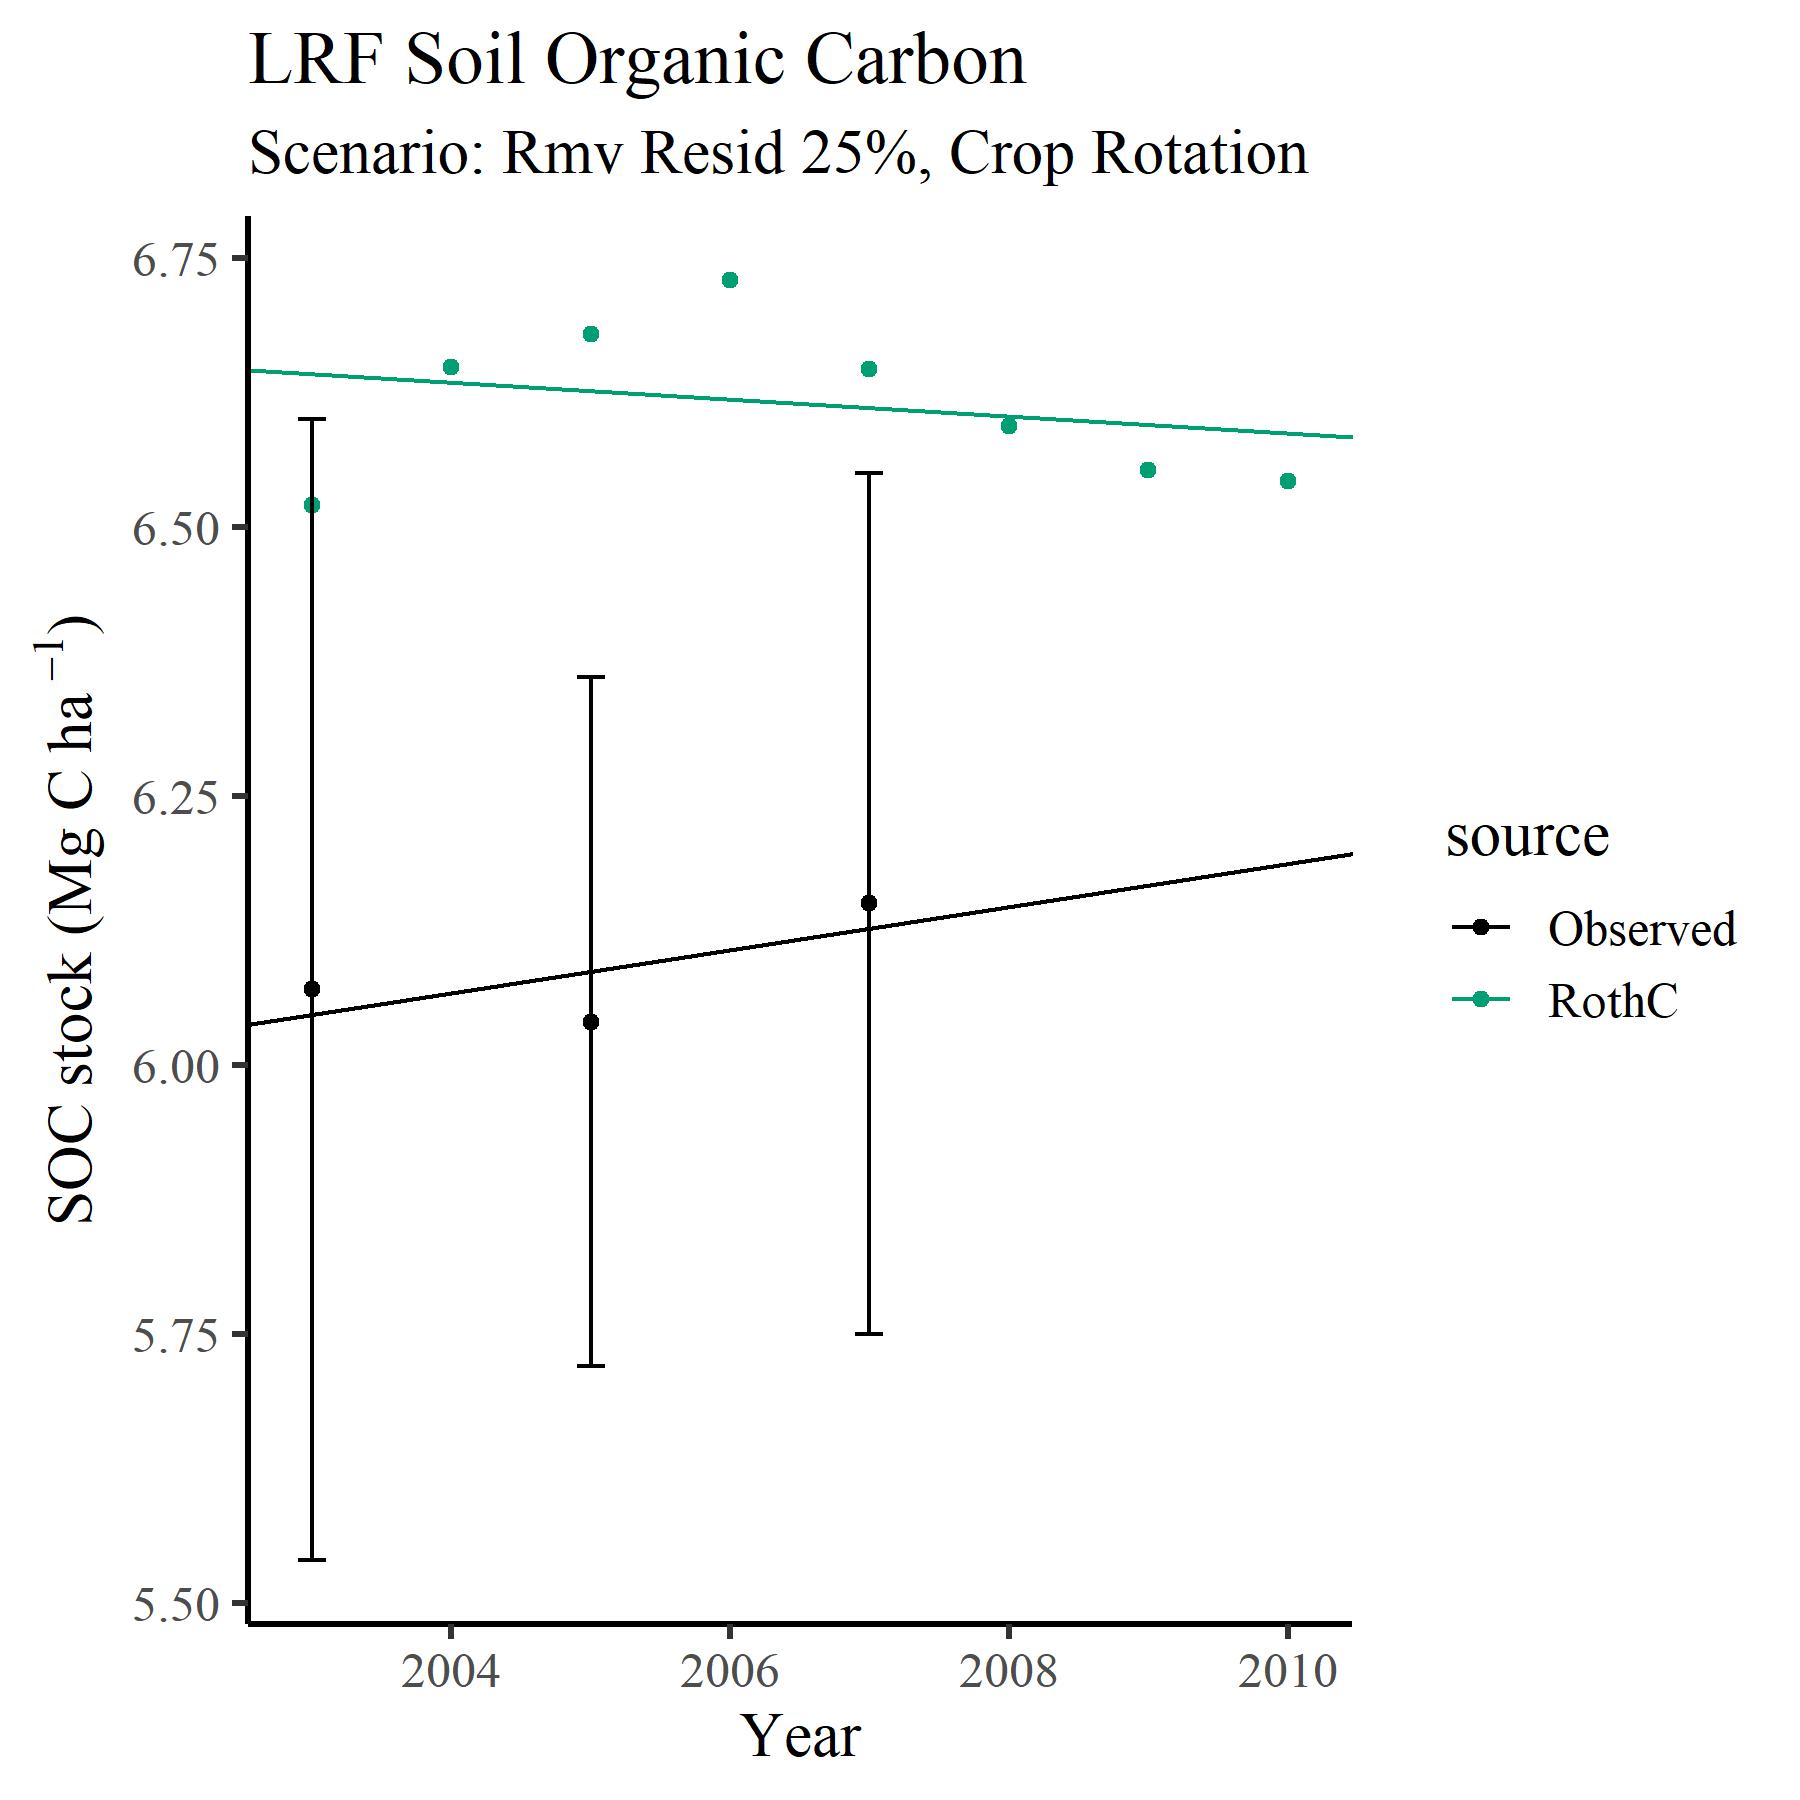 LRF Soil Organic Carbon
Scenario: Rmv Resid 25%, Crop Rotation
SOC stock (Mg C ha⁻¹)
6.75
6.50
6.25
6.00
5.75
5.50
2004 2006 2008 2010
Year
source
Observed
RothC